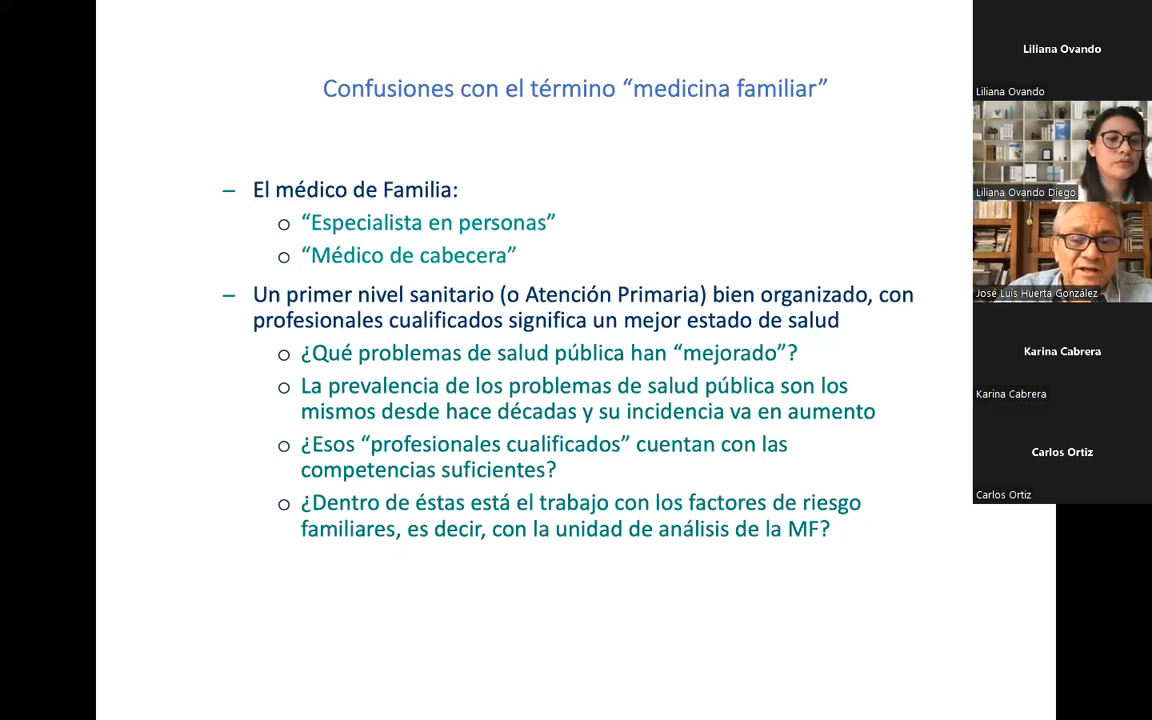 Confusiones con el término “medicina familiar”
– El médico de Familia:
o “Especialista en personas”
o “Médico de cabecera”
– Un primer nivel sanitario (o Atención Primaria) bien organizado, con
profesionales cualificados significa un mejor estado de salud
o ¿Qué problemas de salud pública han “mejorado”?
o La prevalencia de los problemas de salud pública son los
mismos desde hace décadas y su incidencia va en aumento
o ¿Esos “profesionales cualificados” cuentan con las
competencias suficientes?
o ¿Dentro de éstas está el trabajo con los factores de riesgo
familiares, es decir, con la unidad de análisis de la MF?
Liliana Ovando
Liliana Ovando
Liliana Ovando Diego
José Luis Huerta González
Karina Cabrera
Karina Cabrera
Carlos Ortiz
Carlos Ortiz